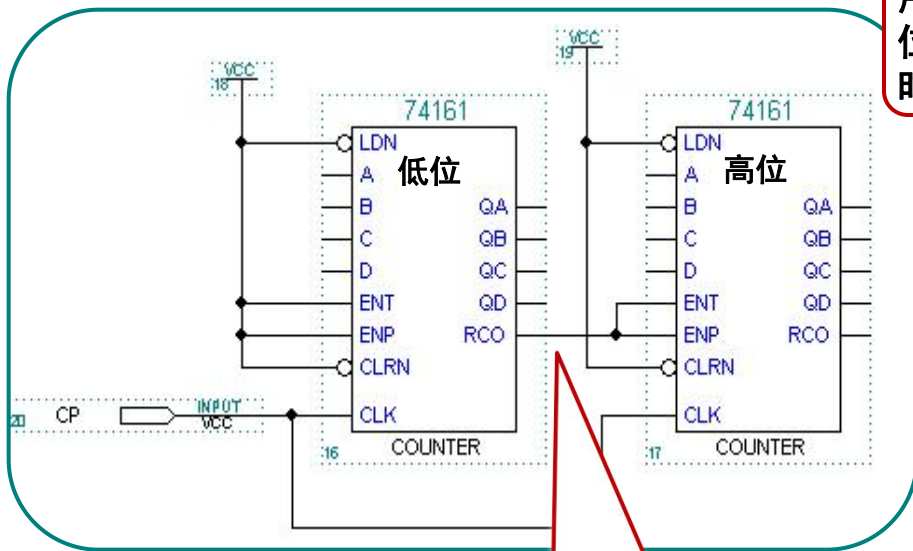 位
时
VCC
19
VCC
18
74161
74161
LDN
A
B
C
D
ENT
ENP
CLRN
CLK
低位
QA
QB
QC
QD
RCO
COUNTER
16
LDN
A
B
C
D
ENT
ENP
CLRN
CLK
高位
QA
QB
QC
QD
RCO
COUNTER
17
20
CP
INPUT
VCC